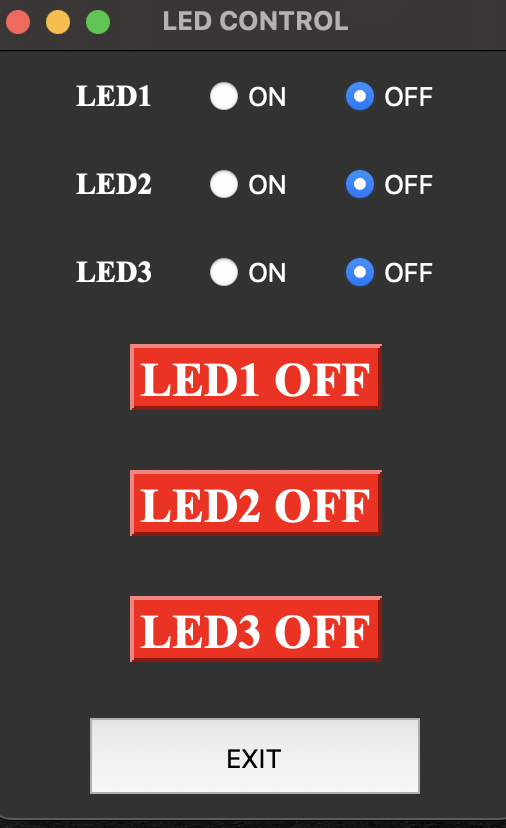 LED CONTROL
LED1 ON OFF
LED2 ON OFF
LED3 ON OFF
LED1 OFF
LED2 OFF
LED3 OFF
EXIT